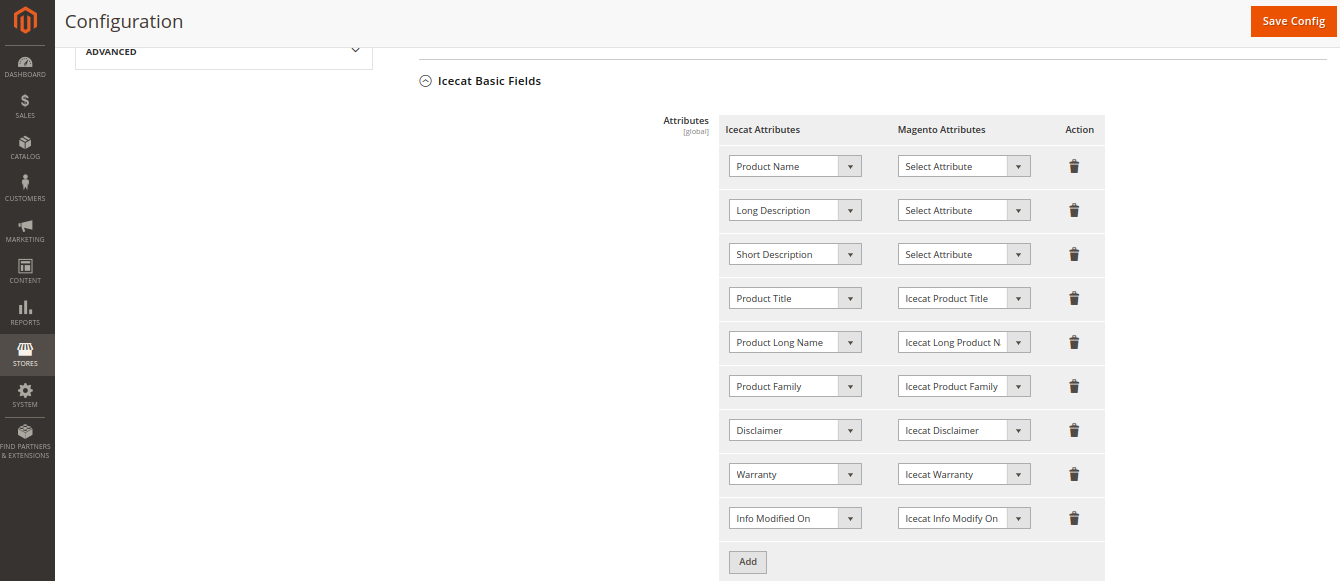 Configuration
Save Config
DASHBOARD
$
SALES
CATALOG
CUSTOMERS
MARKETING
CONTENT
REPORTS
STORES
SYSTEM
FIND PARTNERS
& EXTENSIONS
ADVANCED
Icecat Basic Fields
Attributes
[global]
Icecat Attributes Magento Attributes Action
Product Name Select Attribute
Long Description Select Attribute
Short Description Select Attribute
Product Title Icecat Product Title
Product Long Name Icecat Long Product N
Product Family Icecat Product Family
Disclaimer Icecat Disclaimer
Warranty Icecat Warranty
Info Modified On Icecat Info Modify On
Add